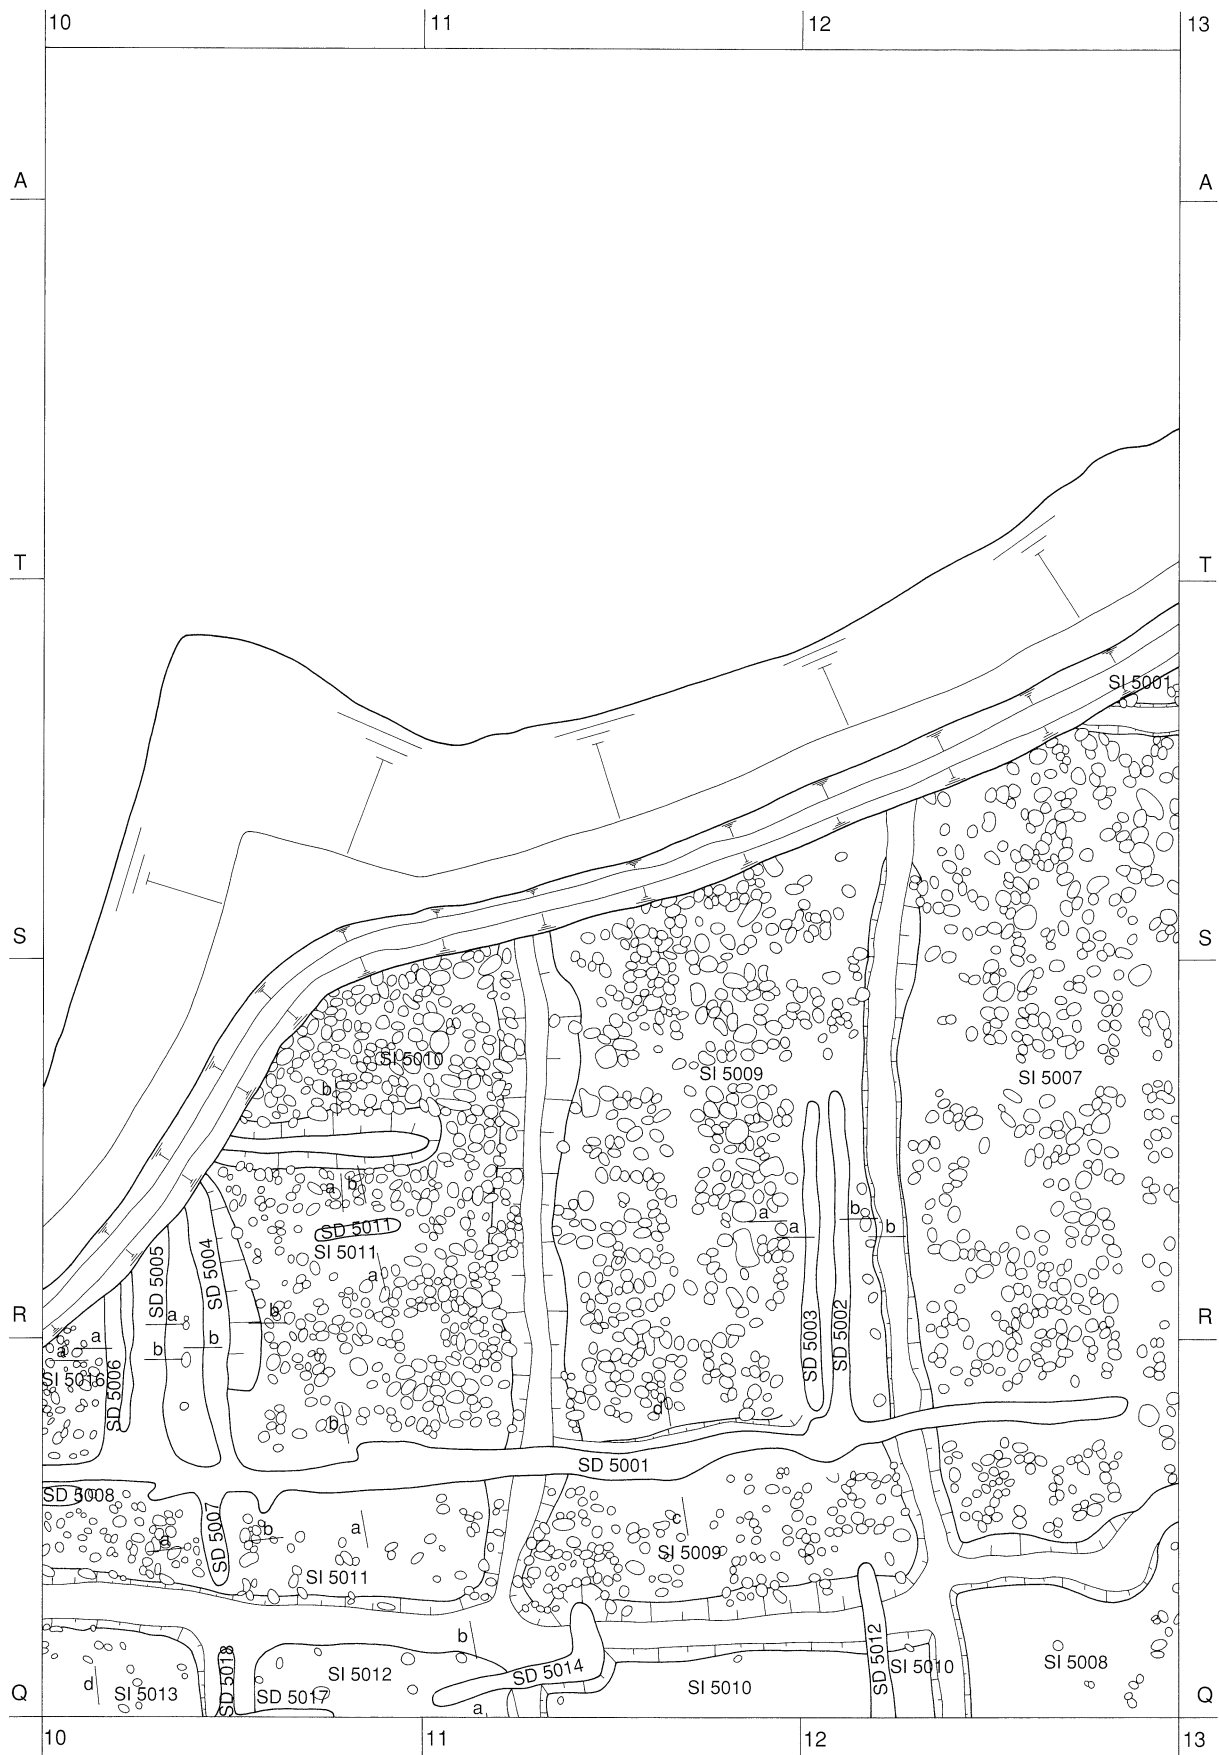 10
11
12
13
A
A
T
T
SI 5001
S
S
SI 5010
SI 5009
SI 5007
b
a b
SD 5011
SI 5011
a
a
a
b
b
SD 5005
SD 5004
SD 5003
SD 5002
R
R
a
b
a
a
b
b
SI 5016
SD 5006
b
d
SD 5001
SD 5008
SD 5007
a
b
a
c
SI 5009
SI 5011
b
SD 5012
SD 5018
SI 5012
SD 5014
SI 5010
SI 5008
d
SI 5013
SD 5017
SI 5010
a
Q
Q
10
11
12
13